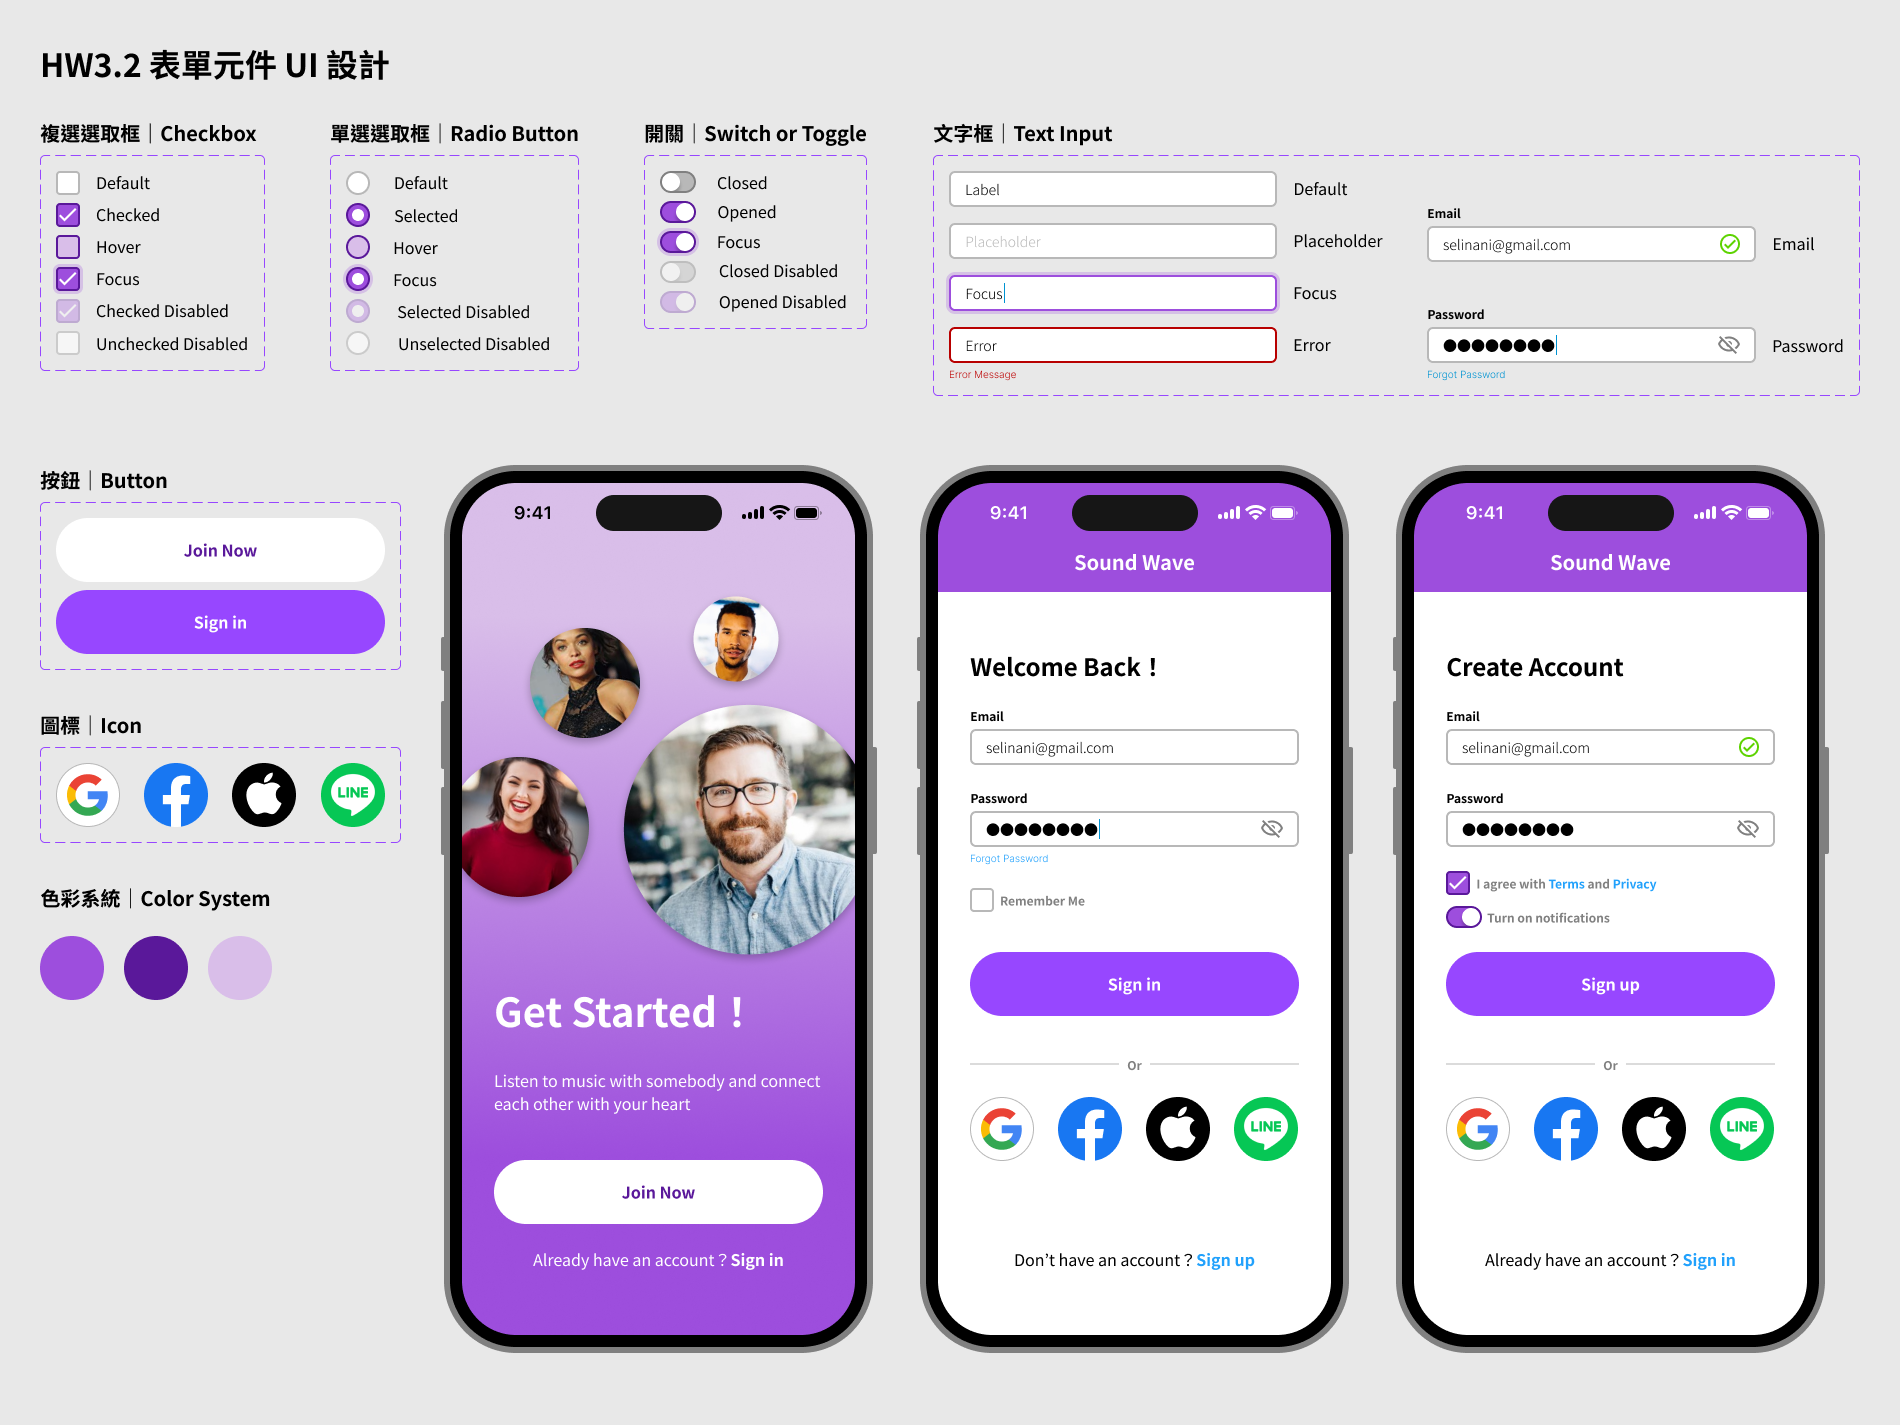 HW3.2 表單元件 UI 設計
複選選取框｜Checkbox
Default
Checked
Hover
Focus
Checked Disabled
Unchecked Disabled
單選選取框｜Radio Button
Default
Selected
Hover
Focus
Selected Disabled
Unselected Disabled
開關｜Switch or Toggle
Closed
Opened
Focus
Closed Disabled
Opened Disabled
文字框｜Text Input
Label
Default
Placeholder
Placeholder
Focus
Focus
Error
Error
Error Message
Email
selinani@gmail.com
Email
Password
Password
Forgot Password
按鈕｜Button
Join Now
Sign in
圖標｜Icon
LINE
色彩系統｜Color System
9:41
Get Started！
Listen to music with somebody and connect
each other with your heart
Join Now
Already have an account？Sign in
9:41
Sound Wave
Welcome Back！
Email
selinani@gmail.com
Password
Forgot Password
Remember Me
Sign in
Or
LINE
Don’t have an account？Sign up
9:41
Sound Wave
Create Account
Email
selinani@gmail.com
Password
I agree with Terms and Privacy
Turn on notifications
Sign up
Or
LINE
Already have an account？Sign in